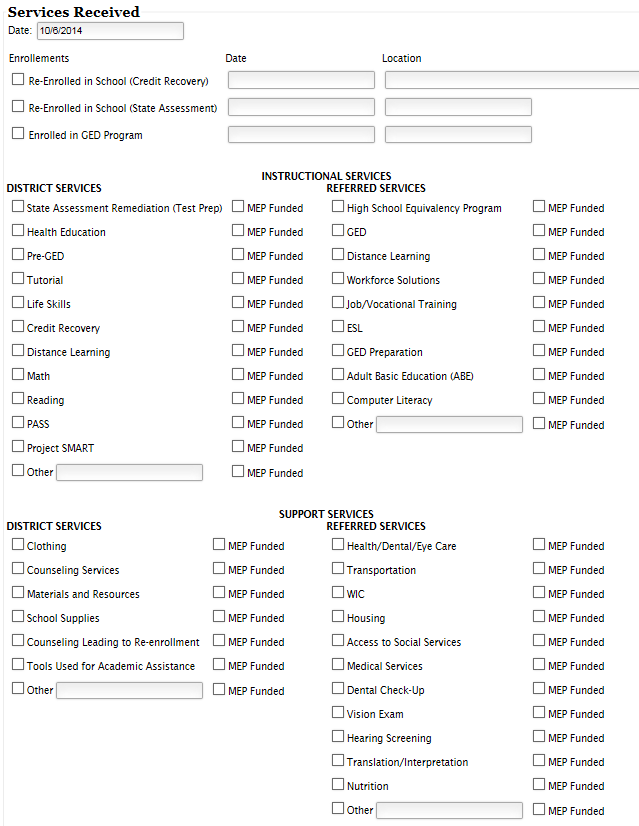 Services Received
Date: 10/6/2014
Enrollements Date Location
Re-Enrolled in School (Credit Recovery)
Re-Enrolled in School (State Assessment)
Enrolled in GED Program
INSTRUCTIONAL SERVICES
DISTRICT SERVICES REFERRED SERVICES
State Assessment Remediation (Test Prep) MEP Funded High School Equivalency Program MEP Funded
Health Education MEP Funded GED MEP Funded
Pre-GED MEP Funded Distance Learning MEP Funded
Tutorial MEP Funded Workforce Solutions MEP Funded
Life Skills MEP Funded Job/Vocational Training MEP Funded
Credit Recovery MEP Funded ESL MEP Funded
Distance Learning MEP Funded GED Preparation MEP Funded
Math MEP Funded Adult Basic Education (ABE) MEP Funded
Reading MEP Funded Computer Literacy MEP Funded
PASS MEP Funded Other MEP Funded
Project SMART MEP Funded
Other MEP Funded
SUPPORT SERVICES
DISTRICT SERVICES REFERRED SERVICES
Clothing MEP Funded Health/Dental/Eye Care MEP Funded
Counseling Services MEP Funded Transportation MEP Funded
Materials and Resources MEP Funded WIC MEP Funded
School Supplies MEP Funded Housing MEP Funded
Counseling Leading to Re-enrollment MEP Funded Access to Social Services MEP Funded
Tools Used for Academic Assistance MEP Funded Medical Services MEP Funded
Other MEP Funded Dental Check-Up MEP Funded
Vision Exam MEP Funded
Hearing Screening MEP Funded
Translation/Interpretation MEP Funded
Nutrition MEP Funded
Other MEP Funded